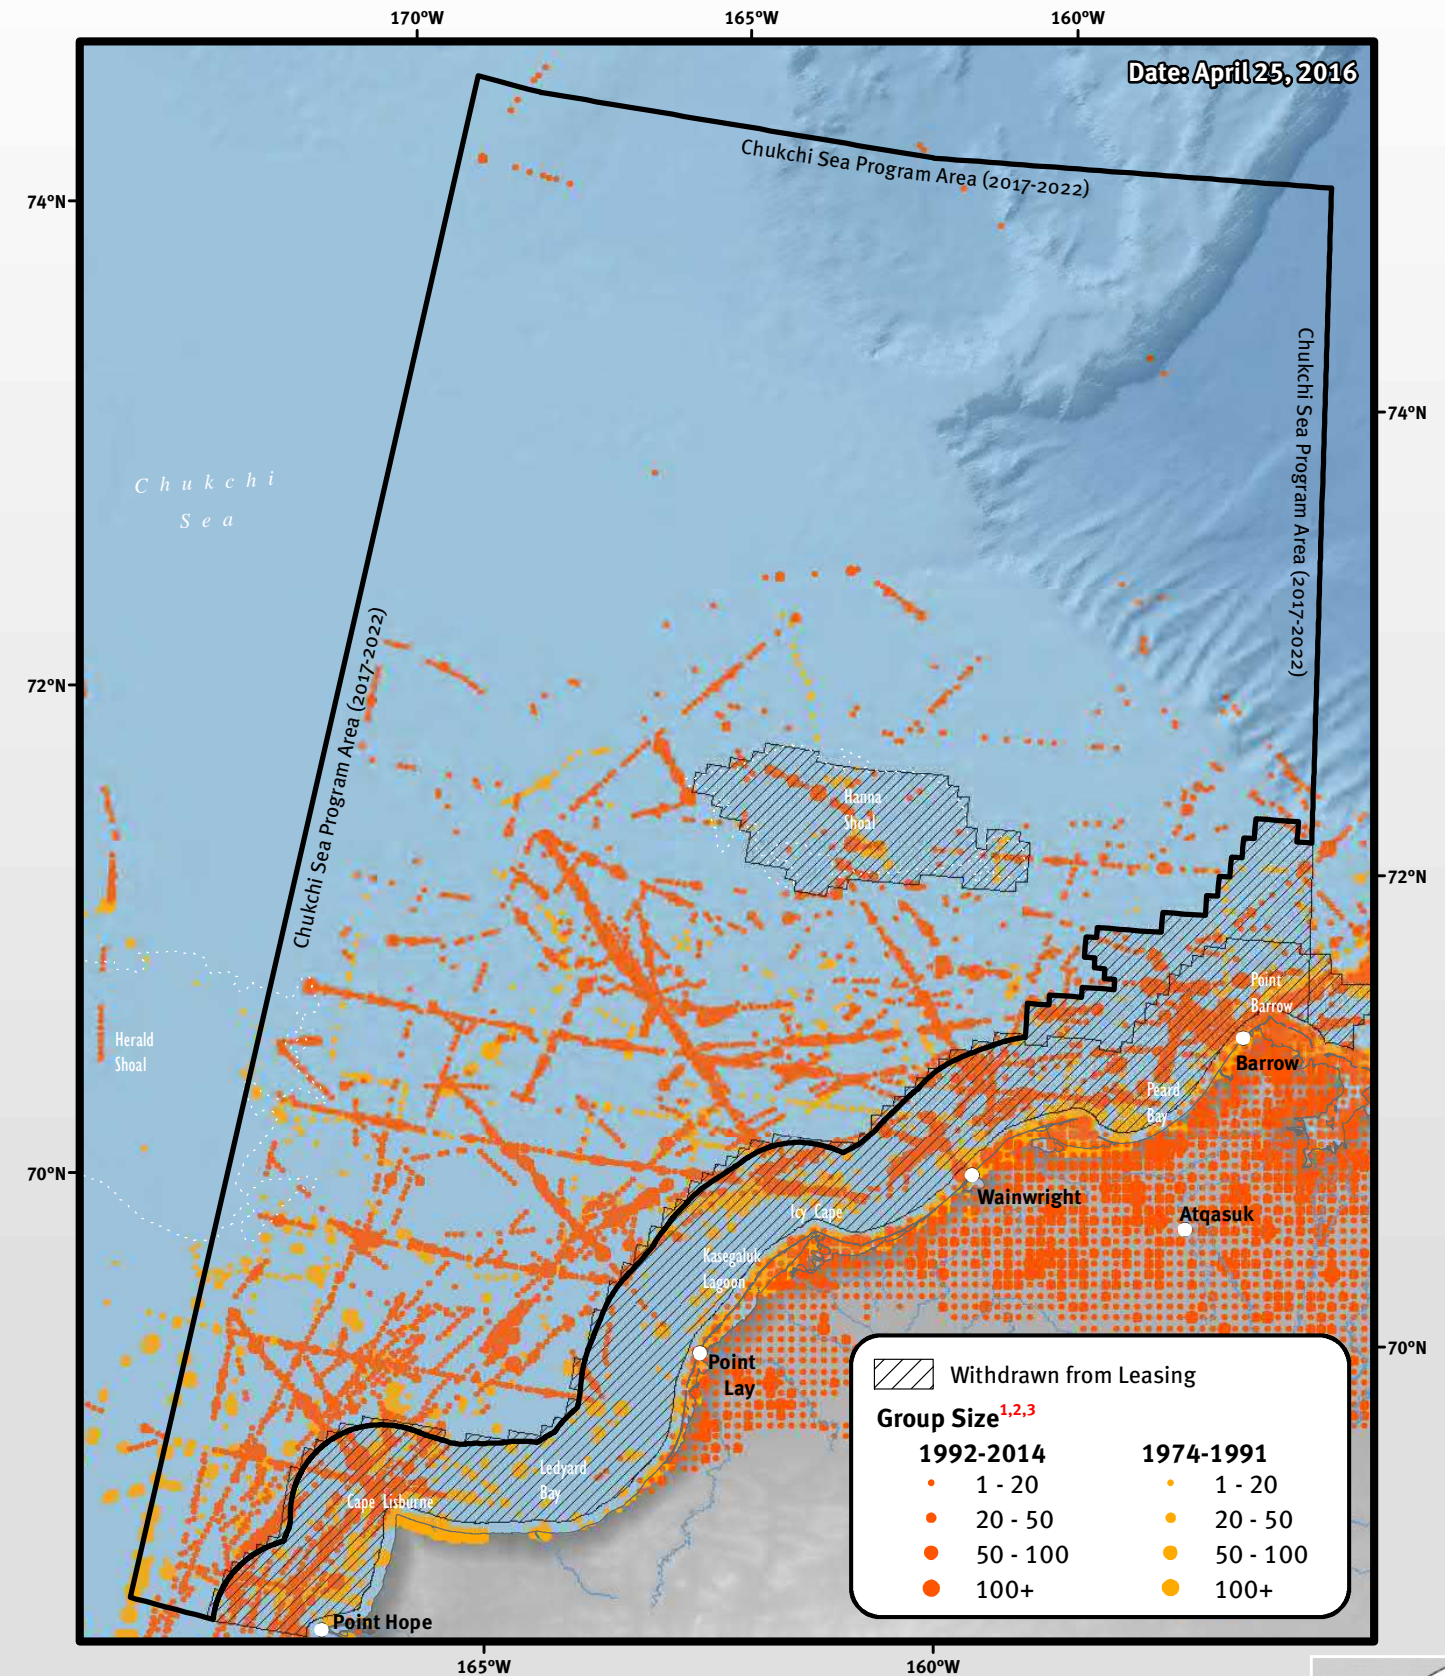 170°W
165°W
160°W
Date: April 25, 2016
Chukchi Sea Program Area (2017-2022)
74°N
Chukchi Sea Program Area (2017-2022)
74°N
Chukchi
Sea
Chukchi Sea Program Area (2017-2022)
72°N
Hanna
Shoal
72°N
Herald
Shoal
Point
Barrow
Barrow
Peard
Bay
70°N
Wainwright
Atqasuk
Icy Cape
Kasegaluk
Lagoon
70°N
Point
Lay
Ledyard
Bay
Cape Lisburne
Point Hope
Withdrawn from Leasing
Group Size1,2,3
1992-2014
1974-1991
1 - 20
1 - 20
20 - 50
20 - 50
50 - 100
50 - 100
100+
100+
165°W
160°W